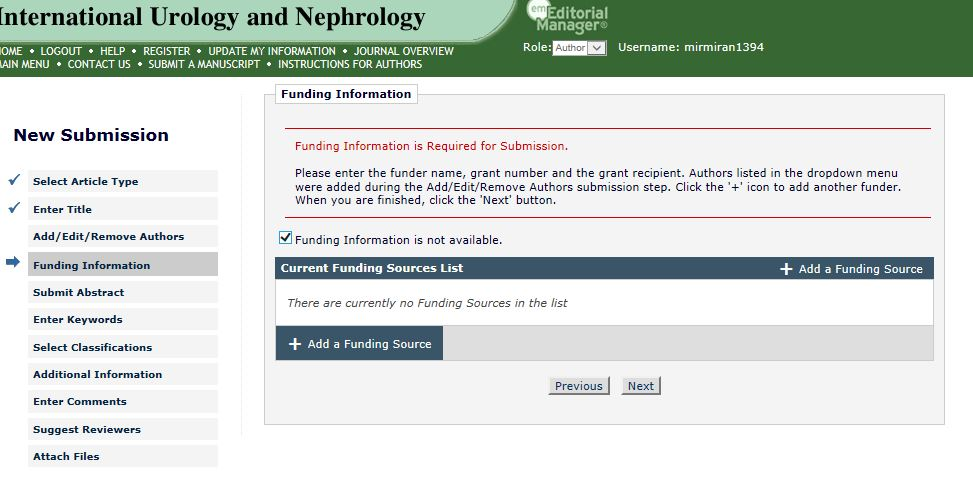 International Urology and Nephrology
em Editorial
Manager®
Role: Author Username: mirmiran1394
HOME • LOGOUT • HELP • REGISTER • UPDATE MY INFORMATION • JOURNAL OVERVIEW
MAIN MENU • CONTACT US • SUBMIT A MANUSCRIPT • INSTRUCTIONS FOR AUTHORS
New Submission
Select Article Type
Enter Title
Add/Edit/Remove Authors
Funding Information
Submit Abstract
Enter Keywords
Select Classifications
Additional Information
Enter Comments
Suggest Reviewers
Attach Files
Funding Information
Funding Information is Required for Submission.
Please enter the funder name, grant number and the grant recipient. Authors listed in the dropdown menu
were added during the Add/Edit/Remove Authors submission step. Click the '+' icon to add another funder.
When you are finished, click the 'Next' button.
Funding Information is not available.
Current Funding Sources List + Add a Funding Source
There are currently no Funding Sources in the list
+ Add a Funding Source
Previous Next